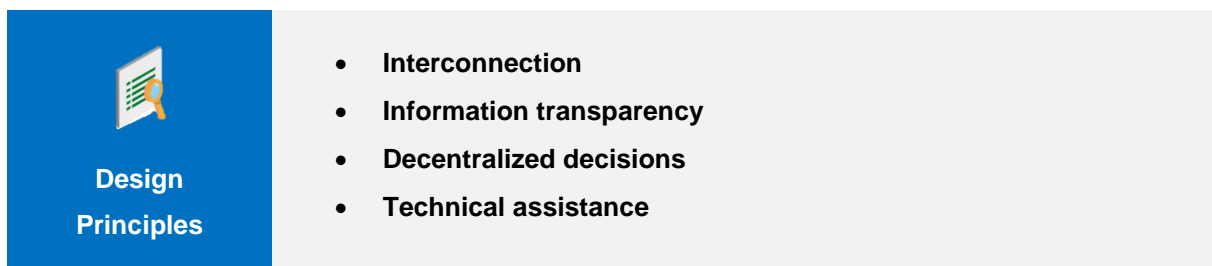 Design
Principles
• Interconnection
• Information transparency
• Decentralized decisions
• Technical assistance